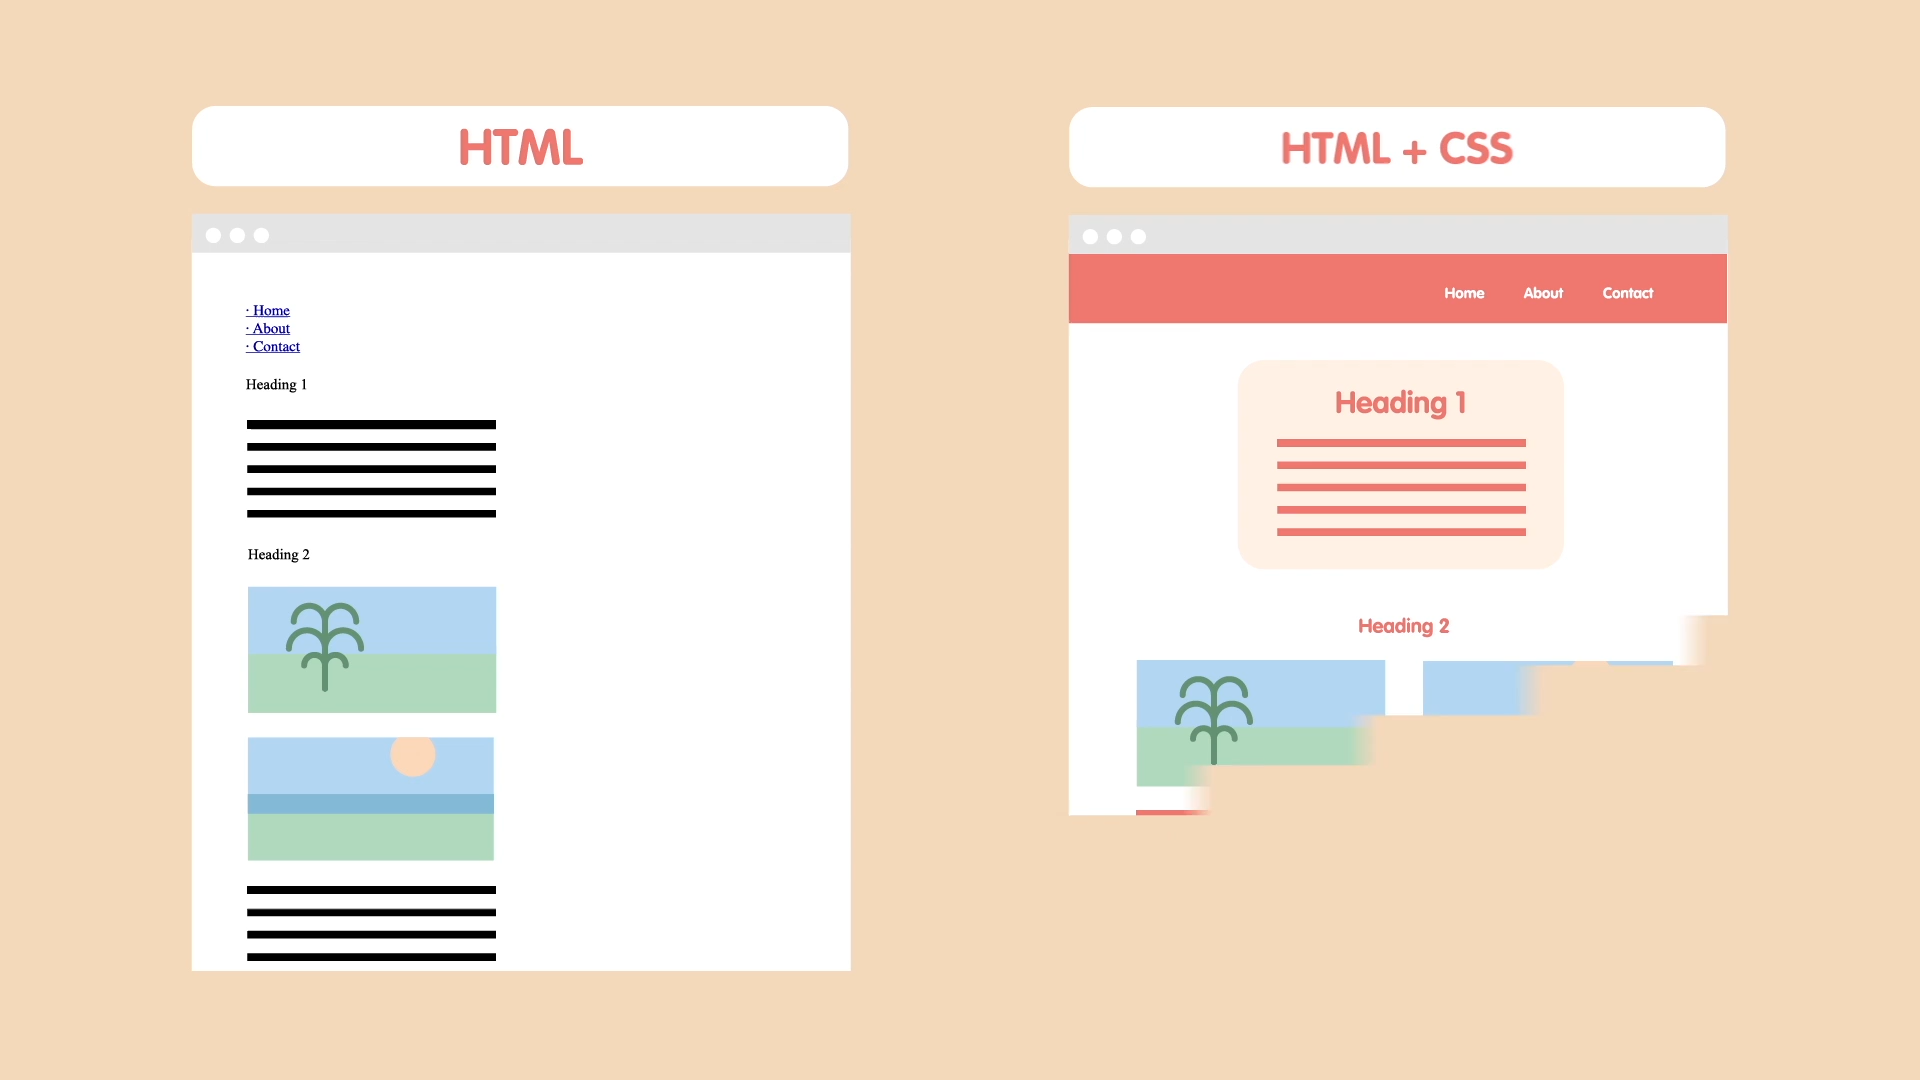 HTML
· Home
· About
· Contact
Heading 1
Heading 2
HTML + CSS
Home About Contact
Heading 1
Heading 2